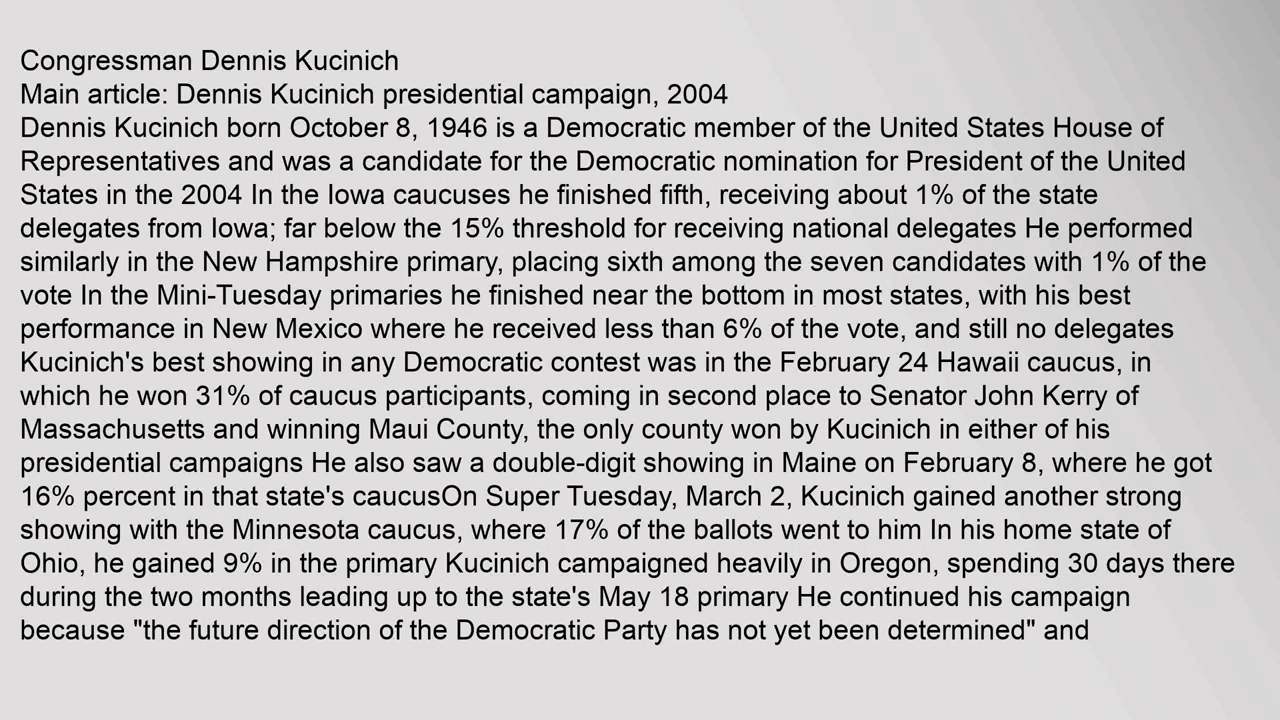 Congressman Dennis Kucinich
Main article: Dennis Kucinich presidential campaign, 2004
Dennis Kucinich born October 8, 1946 is a Democratic member of the United States House of
Representatives and was a candidate for the Democratic nomination for President of the United
States in the 2004 In the Iowa caucuses he finished fifth, receiving about 1% of the state
delegates from Iowa; far below the 15% threshold for receiving national delegates He performed
similarly in the New Hampshire primary, placing sixth among the seven candidates with 1% of the
vote In the Mini-Tuesday primaries he finished near the bottom in most states, with his best
performance in New Mexico where he received less than 6% of the vote, and still no delegates
Kucinich's best showing in any Democratic contest was in the February 24 Hawaii caucus, in
which he won 31% of caucus participants, coming in second place to Senator John Kerry of
Massachusetts and winning Maui County, the only county won by Kucinich in either of his
presidential campaigns He also saw a double-digit showing in Maine on February 8, where he got
16% percent in that state's caucusOn Super Tuesday, March 2, Kucinich gained another strong
showing with the Minnesota caucus, where 17% of the ballots went to him In his home state of
Ohio, he gained 9% in the primary Kucinich campaigned heavily in Oregon, spending 30 days there
during the two months leading up to the state's May 18 primary He continued his campaign
because "the future direction of the Democratic Party has not yet been determined" and